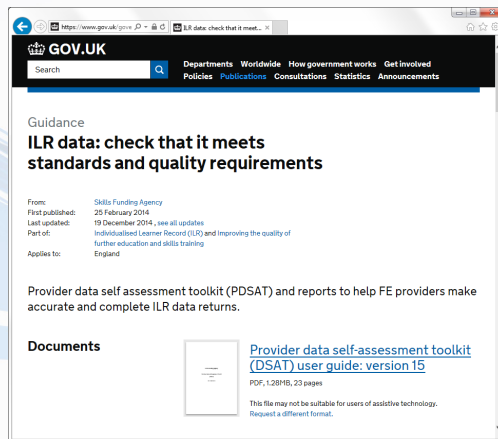 https://www.gov.uk/gove
ILR data: check that it meet...
GOV.UK
Search
Departments Worldwide How government works Get involved
Policies Publications Consultations Statistics Announcements
Guidance
ILR data: check that it meets
standards and quality requirements
From: Skills Funding Agency
First published: 25 February 2014
Last updated: 19 December 2014 , see all updates
Part of: Individualised Learner Record (ILR) and Improving the quality of
further education and skills training
Applies to: England
Provider data self assessment toolkit (PDSAT) and reports to help FE providers make
accurate and complete ILR data returns.
Documents
Provider data self-assessment toolkit
(DSAT) user guide: version 15
PDF, 1.28MB, 23 pages
This file may not be suitable for users of assistive technology.
Request a different format.